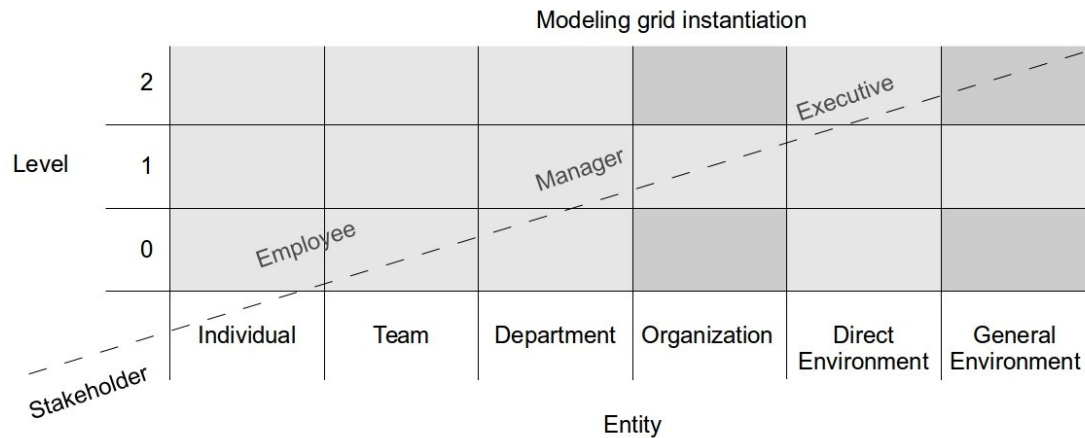 Modeling grid instantiation
2
Executive
Level
1
Manager
0
Employee
Individual
Team
Department
Organization
Direct
Environment
General
Environment
Stakeholder
Entity